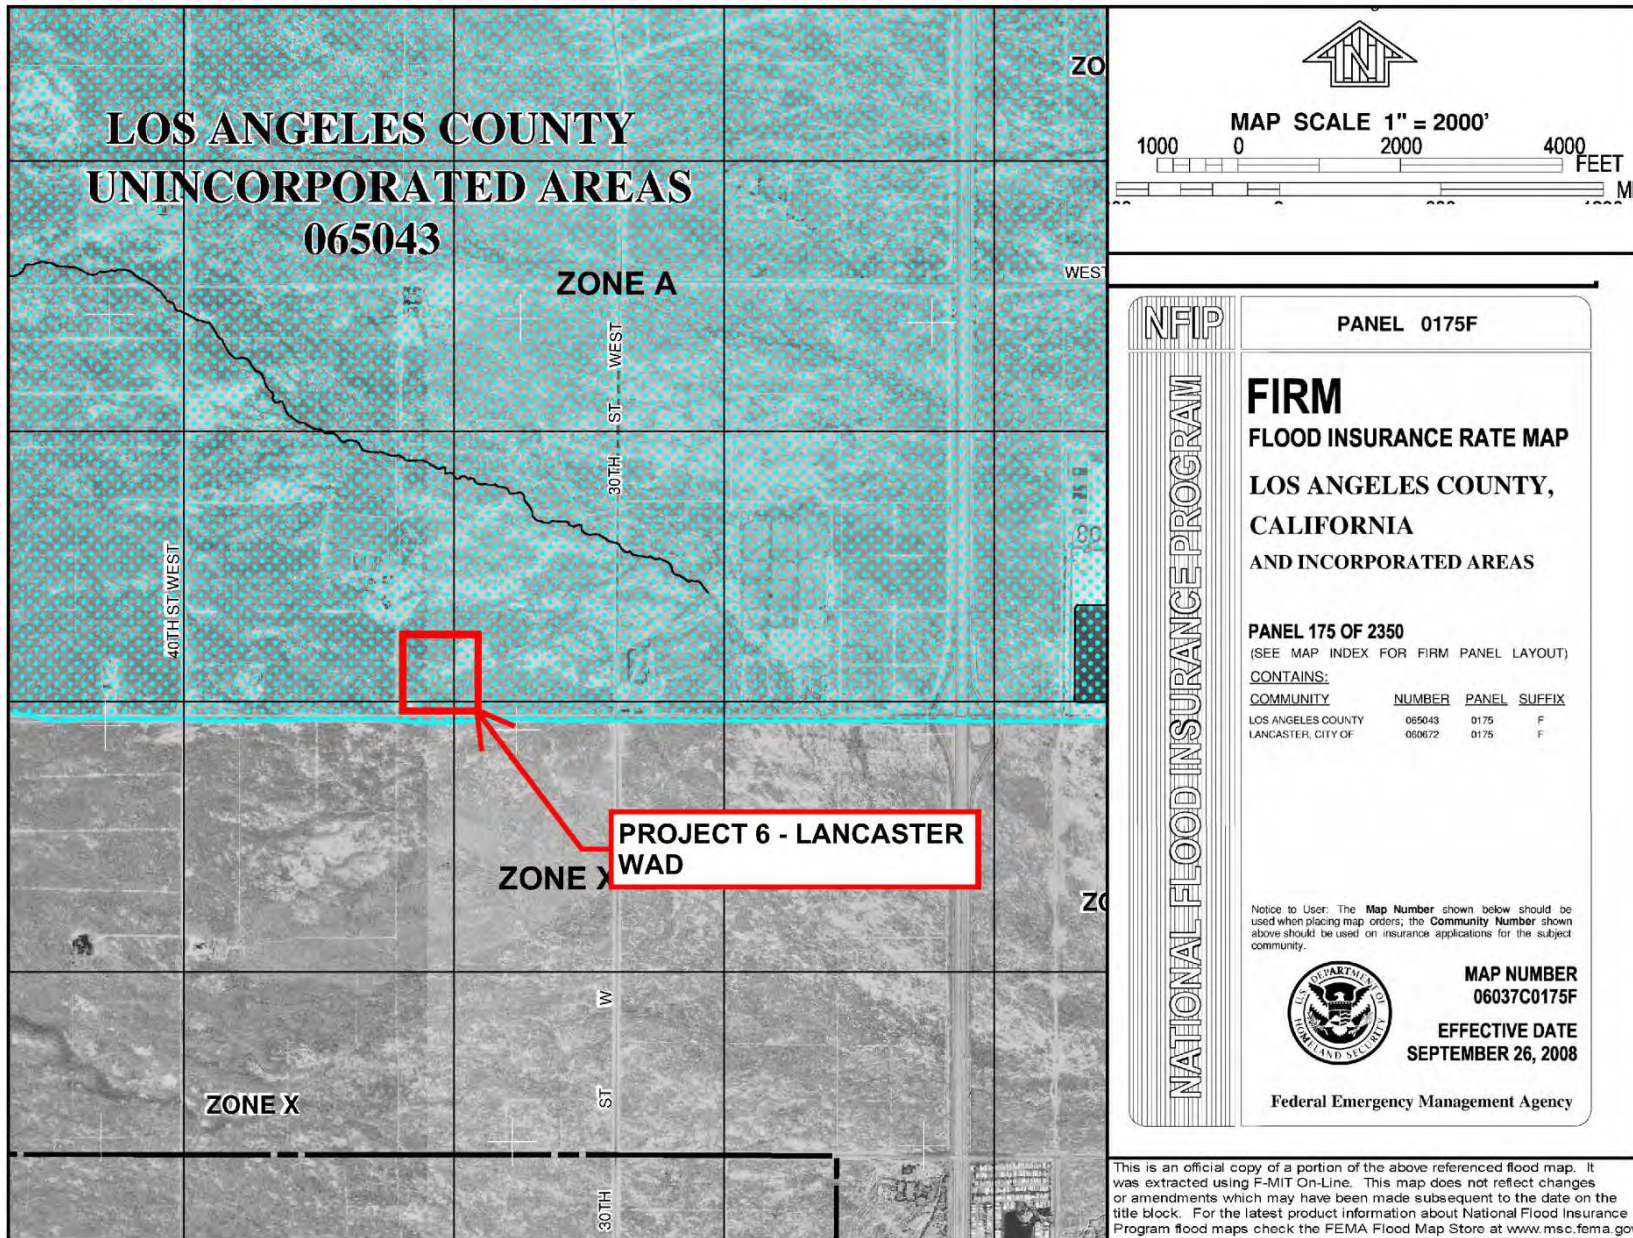 LOS ANGELES COUNTY
UNINCORPORATED AREAS
065043
ZONE A
ZO
WEST
30TH ST WEST
40TH ST WEST
PROJECT 6 - LANCASTER
WAD
ZONE X
ZO
ZONE X
30TH ST W
MAP SCALE 1" = 2000'
1000 0 2000 4000
FEET
N
NFIP
PANEL 0175F
NATIONAL FLOOD INSURANCE PROGRAM
FIRM
FLOOD INSURANCE RATE MAP
LOS ANGELES COUNTY,
CALIFORNIA
AND INCORPORATED AREAS
PANEL 175 OF 2350
(SEE MAP INDEX FOR FIRM PANEL LAYOUT)
CONTAINS:
COMMUNITY NUMBER PANEL SUFFIX
LOS ANGELES COUNTY 065043 0175 F
LANCASTER, CITY OF 060672 0175 F
Notice to User: The Map Number shown below should be
used when placing map orders; the Community Number shown
above should be used on insurance applications for the subject
community.
U.S. DEPARTMENT OF HOMELAND SECURITY
MAP NUMBER
06037C0175F
EFFECTIVE DATE
SEPTEMBER 26, 2008
Federal Emergency Management Agency
This is an official copy of a portion of the above referenced flood map. It
was extracted using F-MIT On-Line. This map does not reflect changes
or amendments which may have been made subsequent to the date on the
title block. For the latest product information about National Flood Insurance
Program flood maps check the FEMA Flood Map Store at www.msc.fema.gov